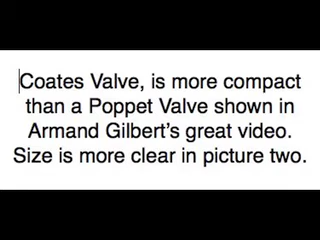 Coates Valve, is more compact
than a Poppet Valve shown in
Armand Gilbert's great video.
Size is more clear in picture two.